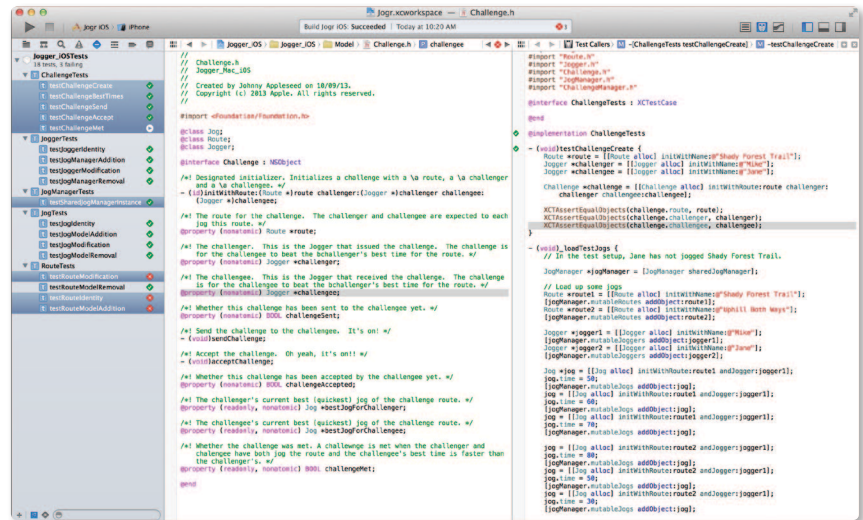 Jogr.xcworkspace — Challenge.h
Jogr iOS iPhone
Build Jogr iOS: Succeeded | Today at 10:20 AM
1
Jogger_iOS Jogger_iOS Model Challenge.h challengee
Test Callers -[ChallengeTests testChallengeCreate] -testChallengeCreate
Jogger_iOSTests
18 tests, 3 failing
ChallengeTests
testChallengeCreate
testChallengeBestTimes
testChallengeSend
testChallengeAccept
testChallengeMet
JoggerTests
testJoggerIdentity
testJogManagerAddition
testJoggerModification
testJogManagerRemoval
JogManagerTests
testSharedJogManagerInstance
JogTests
testJogIdentity
testJogModelAddition
testJogModification
testJogModelRemoval
RouteTests
testRouteModification
testRouteModelRemoval
testRouteIdentity
testRouteModelAddition
//
// Challenge.h
// Jogger_Mac_iOS
//
// Created by Johnny Appleseed on 10/09/13.
// Copyright (c) 2013 Apple. All rights reserved.
//
#import <Foundation/Foundation.h>
@class Jog;
@class Route;
@class Jogger;
@interface Challenge : NSObject
/*! Designated initializer. Initializes a challenge with a \a route, a \a challenger
and a \a challengee. */
- (id)initWithRoute:(Route *)route challenger:(Jogger *)challenger challengee:
(Jogger *)challengee;
/*! The route for the challenge. The challenger and challengee are expected to each
jog this route. */
@property (nonatomic) Route *route;
/*! The challenger. This is the Jogger that issued the challenge. The challenge is
for the challengee to beat the bchallenger's best time for the route. */
@property (nonatomic) Jogger *challenger;
/*! The challengee. This is the Jogger that received the challenge. The challenge
is for the challengee to beat the bchallenger's best time for the route. */
@property (nonatomic) Jogger *challengee;
/*! Whether this challenge has been sent to the challengee yet. */
@property (nonatomic) BOOL challengeSent;
/*! Send the challenge to the challengee. It's on! */
- (void)sendChallenge;
/*! Accept the challenge. Oh yeah, it's on!! */
- (void)acceptChallenge;
/*! Whether this challenge has been accepted by the challengee yet. */
@property (nonatomic) BOOL challengeAccepted;
/*! The challenger's current best (quickest) jog of the challenge route. */
@property (readonly, nonatomic) Jog *bestJogForChallenger;
/*! The challengee's current best (quickest) jog of the challenge route. */
@property (readonly, nonatomic) Jog *bestJogForChallengee;
/*! Whether the challenge was met. A challewnge is met when the challenger and
chalengee have both jog the route and the challengee's best time is faster than
the challenger's. */
@property (readonly, nonatomic) BOOL challengeMet;
@end
#import "Route.h"
#import "Jogger.h"
#import "Challenge.h"
#import "JogManager.h"
#import "JogManagerTesting.h"
@interface ChallengeTests : XCTestCase
@end
@implementation ChallengeTests
- (void)testChallengeCreate {
Route *route = [[Route alloc] initWithName:@"Shady Forest Trail"];
Jogger *challenger = [[Jogger alloc] initWithName:@"Mike"];
Jogger *challengee = [[Jogger alloc] initWithName:@"Jane"];
Challenge *challenge = [[Challenge alloc] initWithRoute:route challenger:
challenger challengee:challengee];
XCTAssertEqualObjects(challenge.route, route);
XCTAssertEqualObjects(challenge.challenger, challenger);
XCTAssertEqualObjects(challenge.challengee, challengee);
}
- (void)_loadTestJogs {
// In the test setup, Jane has not jogged Shady Forest Trail.
JogManager *jogManager = [JogManager sharedJogManager];
// Load up some jogs
Route *route1 = [[Route alloc] initWithName:@"Shady Forest Trail"];
[jogManager.mutableRoutes addObject:route1];
Route *route2 = [[Route alloc] initWithName:@"Uphill Both Ways"];
[jogManager.mutableRoutes addObject:route2];
Jogger *jogger1 = [[Jogger alloc] initWithName:@"Mike"];
[jogManager.mutableJoggers addObject:jogger1];
Jogger *jogger2 = [[Jogger alloc] initWithName:@"Jane"];
[jogManager.mutableJoggers addObject:jogger2];
Jog *jog = [[Jog alloc] initWithRoute:route1 andJogger:jogger1];
jog.time = 50;
[jogManager.mutableJogs addObject:jog];
jog = [[Jog alloc] initWithRoute:route1 andJogger:jogger1];
jog.time = 60;
[jogManager.mutableJogs addObject:jog];
jog = [[Jog alloc] initWithRoute:route1 andJogger:jogger1];
jog.time = 70;
[jogManager.mutableJogs addObject:jog];
jog = [[Jog alloc] initWithRoute:route2 andJogger:jogger1];
jog.time = 80;
[jogManager.mutableJogs addObject:jog];
jog = [[Jog alloc] initWithRoute:route2 andJogger:jogger1];
jog.time = 50;
[jogManager.mutableJogs addObject:jog];
jog = [[Jog alloc] initWithRoute:route2 andJogger:jogger1];
jog.time = 30;
[jogManager.mutableJogs addObject:jog];